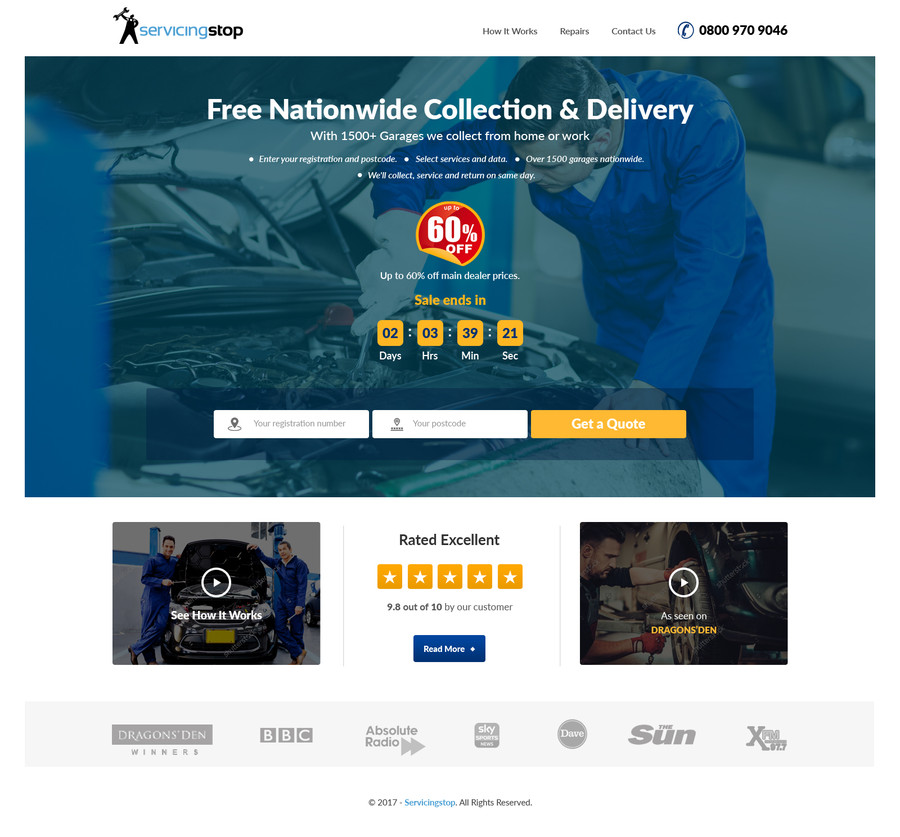 servicingstop
How It Works
Repairs
Contact Us
0800 970 9046
Free Nationwide Collection & Delivery
With 1500+ Garages we collect from home or work
Enter your registration and postcode. • Select services and data. • Over 1500 garages nationwide.
We'll collect, service and return on same day.
up to
60%
OFF
Up to 60% off main dealer prices.
Sale ends in
02 : 03 : 39 : 21
Days Hrs Min Sec
Your registration number
Your postcode
Get a Quote
See How It Works
Rated Excellent
9.8 out of 10 by our customer
Read More
As seen on
DRAGONS'DEN
DRAGONS' DEN
WINNERS
BBC
Absolute
Radio
sky
SPORTS
NEWS
Dave
THE
Sun
XFM
97.7
© 2017 - Servicingstop. All Rights Reserved.